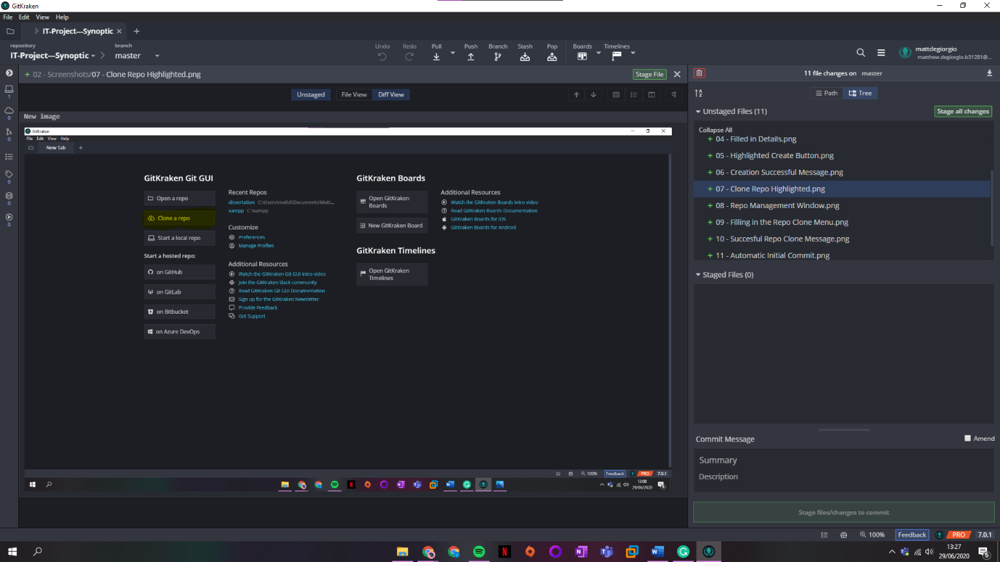 GitKraken
File Edit View Help
IT-Project---Synoptic
repository
IT-Project---Synoptic
branch
master
Undo
Redo
Pull
Push
Branch
Stash
Pop
Boards
Timelines
mattdegiorgio
matthew.degiorgio.b31281@...
02 - Screenshots/07 - Clone Repo Highlighted.png
Stage File
Unstaged
File View
Diff View
New image
GitKraken
File Edit View Help
New Tab
GitKraken Git GUI
Open a repo
Clone a repo
Start a local repo
Start a hosted repo:
on GitHub
on GitLab
on Bitbucket
on Azure DevOps
Recent Repos
dissertation C:\Users\mattd\Documents\Matt...
xampp C:\xampp
Customize
Preferences
Manage Profiles
Additional Resources
Watch the GitKraken Git GUI intro video
Join the GitKraken Slack community
Read GitKraken Git GUI Documentation
Sign up for the GitKraken Newsletter
Provide Feedback
Get Support
GitKraken Boards
Open GitKraken
Boards
New GitKraken Board
GitKraken Timelines
Open GitKraken
Timelines
Additional Resources
Watch the GitKraken Boards intro video
Read GitKraken Boards Documentation
GitKraken Boards for iOS
GitKraken Boards for Android
100%
Feedback
PRO
7.0.1
13:08
29/06/2020
11 file changes on master
Path
Tree
Unstaged Files (11)
Stage all changes
Collapse All
04 - Filled in Details.png
05 - Highlighted Create Button.png
06 - Creation Successful Message.png
07 - Clone Repo Highlighted.png
08 - Repo Management Window.png
09 - Filling in the Repo Clone Menu.png
10 - Succesful Repo Clone Message.png
11 - Automatic Initial Commit.png
Staged Files (0)
Commit Message
Amend
Summary
Description
Stage files/changes to commit
100%
Feedback
PRO
7.0.1
13:27
29/06/2020